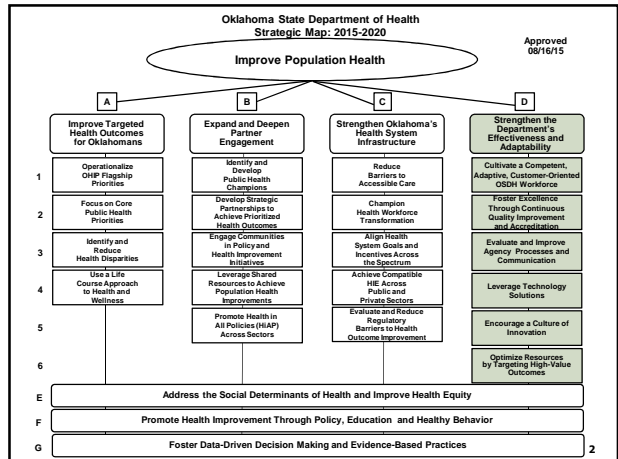 Oklahoma State Department of Health
Strategic Map: 2015-2020
Approved
08/16/15
Improve Population Health
A
B
C
D
Improve Targeted
Health Outcomes
for Oklahomans
Expand and Deepen
Partner
Engagement
Strengthen Oklahoma's
Health System
Infrastructure
Strengthen the
Department's
Effectiveness and
Adaptability
1
Operationalize
OHIP Flagship
Priorities
Identify and
Develop
Public Health
Champions
Reduce
Barriers to
Accessible Care
Cultivate a Competent,
Adaptive, Customer-Oriented
OSDH Workforce
2
Focus on Core
Public Health
Priorities
Develop Strategic
Partnerships to
Achieve Prioritized
Health Outcomes
Champion
Health Workforce
Transformation
Foster Excellence
Through Continuous
Quality Improvement
and Accreditation
3
Identify and
Reduce
Health Disparities
Engage Communities
in Policy and
Health Improvement
Initiatives
Align Health
System Goals and
Incentives Across
the Spectrum
Evaluate and Improve
Agency Processes and
Communication
4
Use a Life
Course Approach
to Health and
Wellness
Leverage Shared
Resources to Achieve
Population Health
Improvements
Achieve Compatible
HIE Across
Public and
Private Sectors
Leverage Technology
Solutions
5
Promote Health in
All Policies (HiAP)
Across Sectors
Evaluate and Reduce
Regulatory
Barriers to Health
Outcome Improvement
Encourage a Culture of
Innovation
6
Optimize Resources
by Targeting High-Value
Outcomes
E
Address the Social Determinants of Health and Improve Health Equity
F
Promote Health Improvement Through Policy, Education and Healthy Behavior
G
Foster Data-Driven Decision Making and Evidence-Based Practices
2